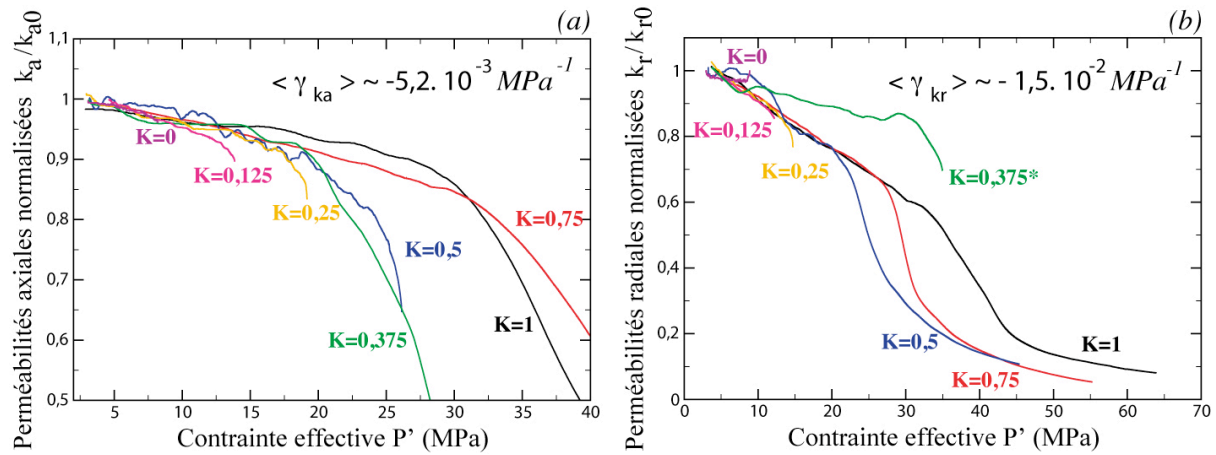 (a)
Perméabilités axiales normalisées k_a/k_a0
1,1
1
0,9
0,8
0,7
0,6
0,5
< γ_ka > ~ -5,2. 10^-3 MPa^-1
K=0
K=0,125
K=0,25
K=0,75
K=0,5
K=0,375
K=1
5 10 15 20 25 30 35 40
Contrainte effective P' (MPa)
(b)
Perméabilités radiales normalisées k_r/k_r0
1
0,8
0,6
0,4
0,2
0
< γ_kr > ~ - 1,5. 10^-2 MPa^-1
K=0
K=0,125
K=0,25
K=0,375*
K=0,5
K=1
K=0,75
0 10 20 30 40 50 60 70
Contrainte effective P' (MPa)